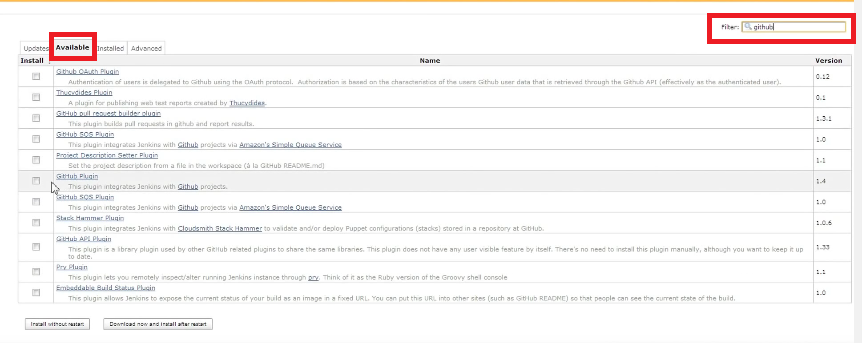 Filter: github
Updates Available Installed Advanced
Install Name Version
Github OAuth Plugin
Authentication of users is delegated to Github using the OAuth protocol. Authorization is based on the characteristics of the users Github user data that is retrieved through the Github API (effectively as the authenticated user). 0.12
Thucydides Plugin
A plugin for publishing web test reports created by Thucydides. 0.1
GitHub pull request builder plugin
This plugin builds pull requests in github and report results. 1.3.1
GitHub SQS Plugin
This plugin integrates Jenkins with Github projects via Amazon's Simple Queue Service 1.0
Project Description Setter Plugin
Set the project description from a file in the workspace (à la GitHub README.md) 1.1
GitHub Plugin
This plugin integrates Jenkins with Github projects. 1.4
GitHub SQS Plugin
This plugin integrates Jenkins with Github projects via Amazon's Simple Queue Service 1.0
Stack Hammer Plugin
This plugin integrates Jenkins with Cloudsmith Stack Hammer to validate and/or deploy Puppet configurations (stacks) stored in a repository at GitHub. 1.0.6
GitHub API Plugin
This plugin is a library plugin used by other GitHub related plugins to share the same libraries. This plugin does not have any user visible feature by itself. There's no need to install this plugin manually, although you want to keep it up 1.33
to date.
Pry Plugin
This plugin lets you remotely inspect/alter running Jenkins instance through pry. Think of it as the Ruby version of the Groovy shell console 1.1
Embeddable Build Status Plugin
This plugin allows Jenkins to expose the current status of your build as an image in a fixed URL. You can put this URL into other sites (such as GitHub README) so that people can see the current state of the build. 1.0
Install without restart Download now and install after restart